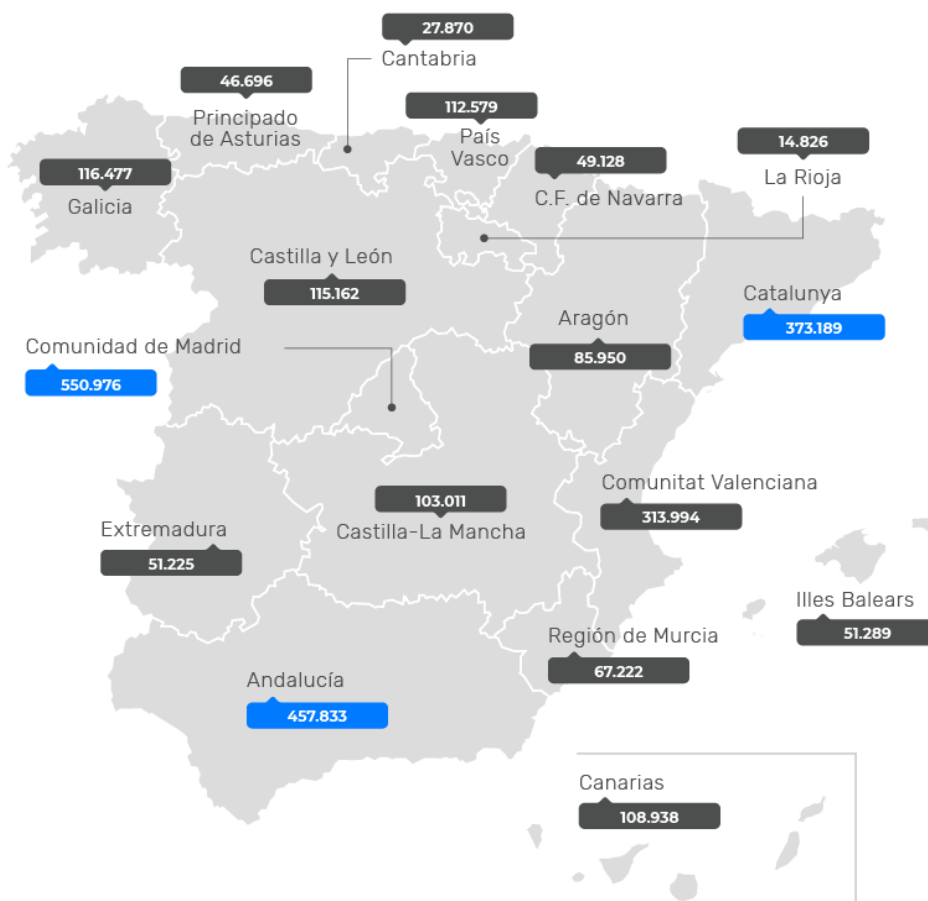 27.870
Cantabria
46.696
Principado
de Asturias
112.579
País
Vasco
14.826
La Rioja
49.128
C.F. de Navarra
116.477
Galicia
Castilla y León
115.162
Catalunya
373.189
Aragón
85.950
Comunidad de Madrid
550.976
Comunitat Valenciana
313.994
103.011
Castilla-La Mancha
Extremadura
51.225
Illes Balears
51.289
Región de Murcia
67.222
Andalucía
457.833
Canarias
108.938